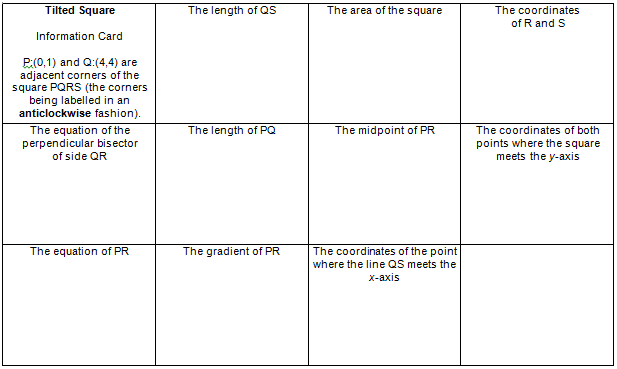 Tilted Square
Information Card
P:(0,1) and Q:(4,4) are
adjacent corners of the
square PQRS (the corners
being labelled in an
anticlockwise fashion).
The length of QS
The area of the square
The coordinates
of R and S
The equation of the
perpendicular bisector
of side QR
The length of PQ
The midpoint of PR
The coordinates of both
points where the square
meets the y-axis
The equation of PR
The gradient of PR
The coordinates of the point
where the line QS meets the
x-axis